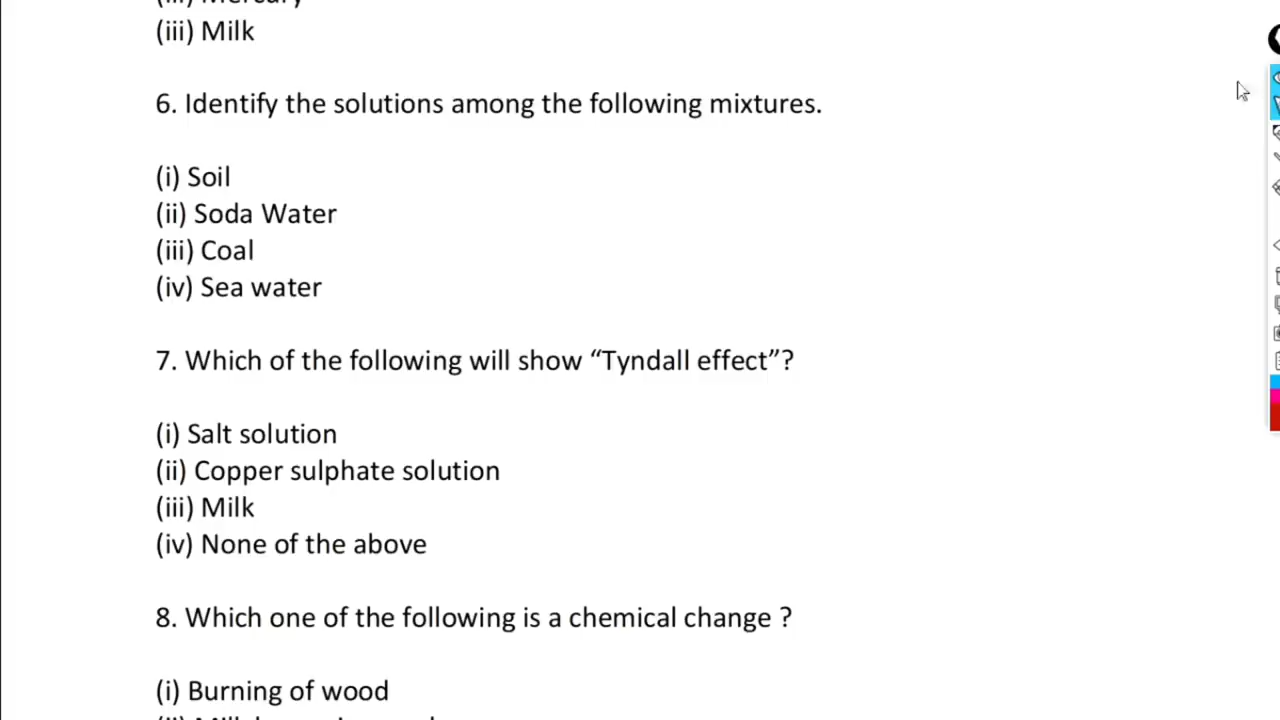 (iii) Milk
6. Identify the solutions among the following mixtures.
(i) Soil
(ii) Soda Water
(iii) Coal
(iv) Sea water
7. Which of the following will show “Tyndall effect”?
(i) Salt solution
(ii) Copper sulphate solution
(iii) Milk
(iv) None of the above
8. Which one of the following is a chemical change ?
(i) Burning of wood